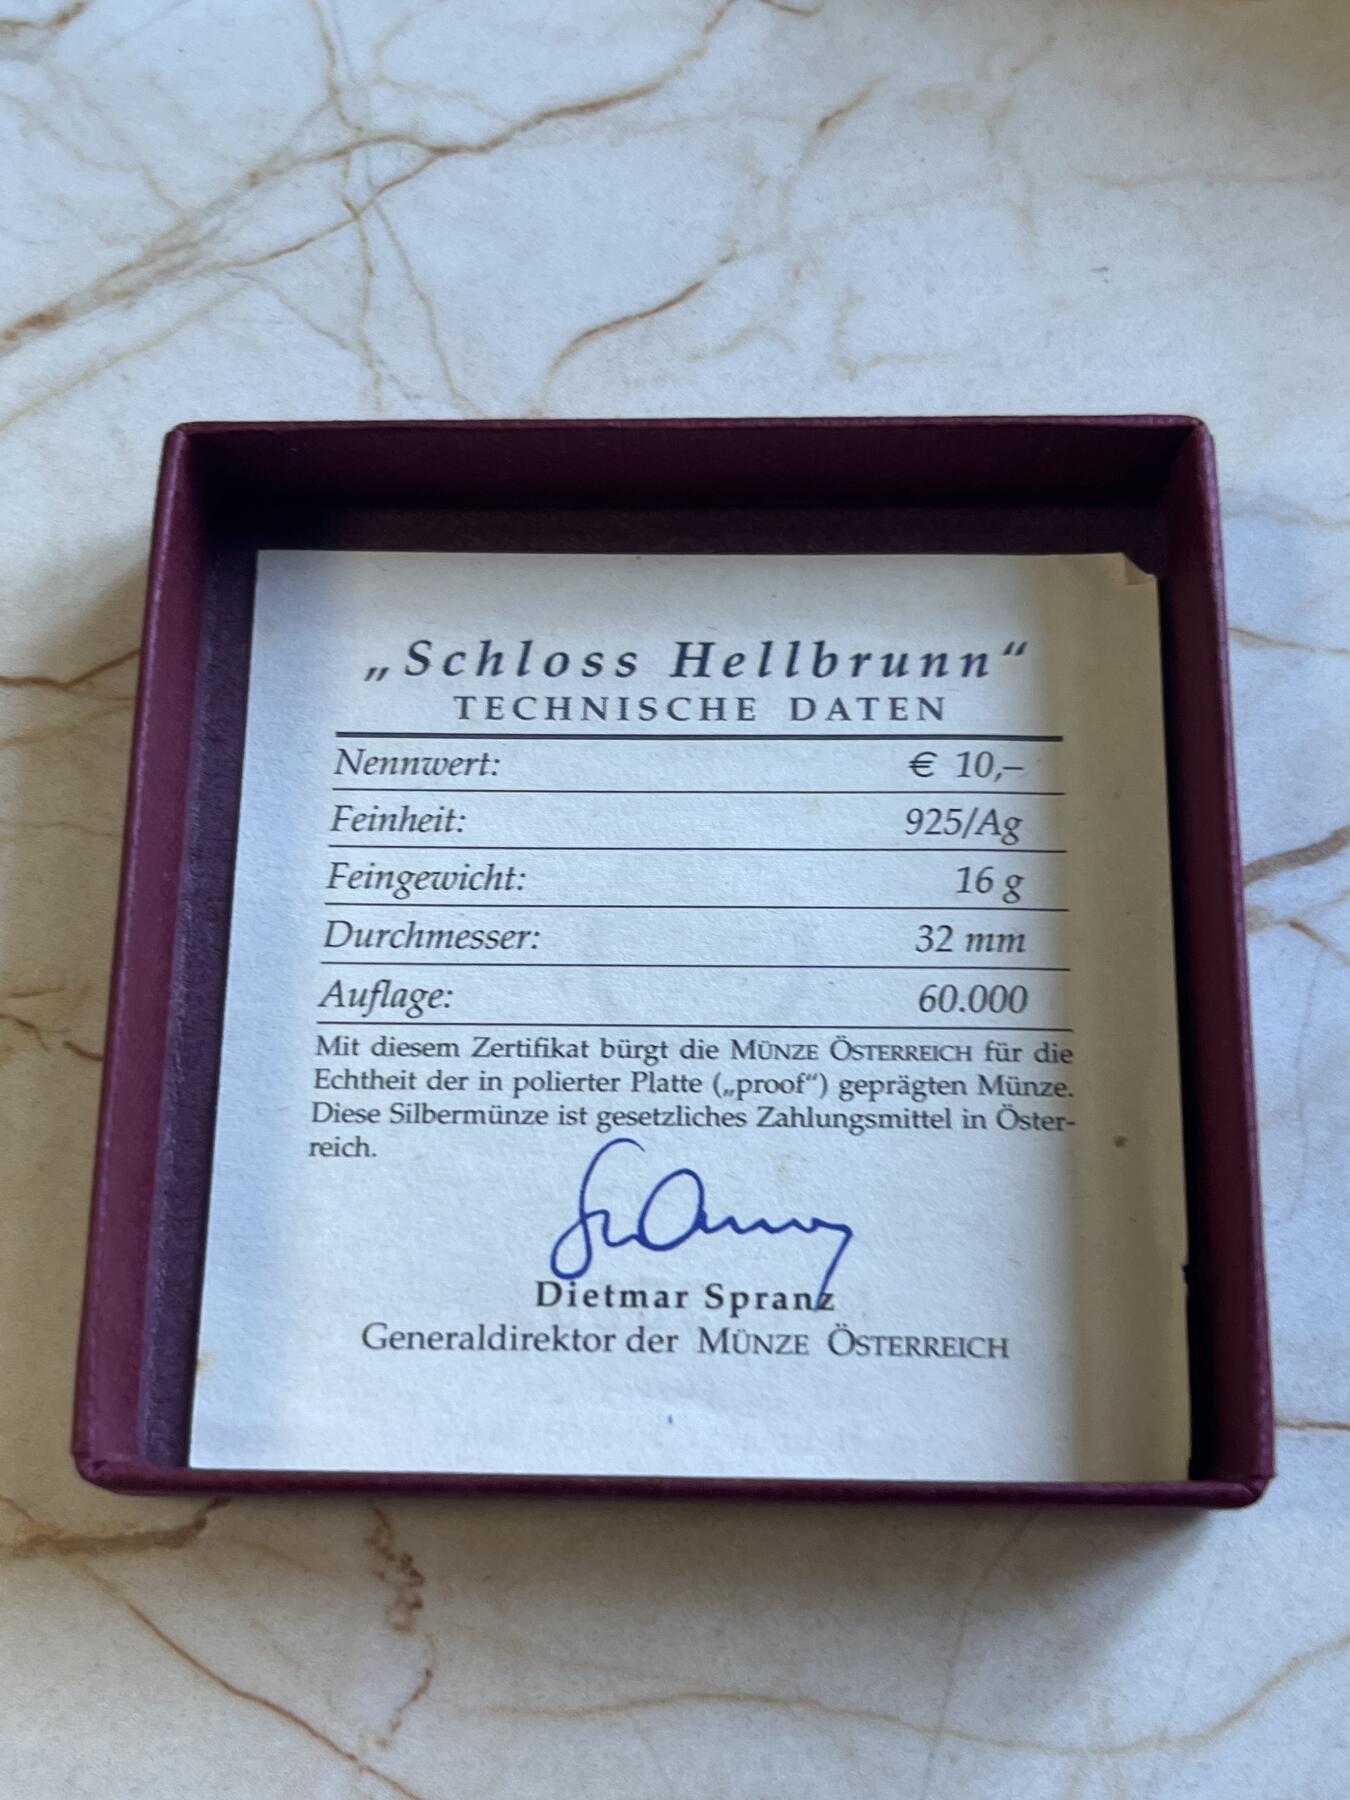 „Schloss Hellbrunn“
TECHNISCHE DATEN
Nennwert: € 10,–
Feinheit: 925/Ag
Feingewicht: 16 g
Durchmesser: 32 mm
Auflage: 60.000
Mit diesem Zertifikat bürgt die MÜNZE ÖSTERREICH für die
Echtheit der in polierter Platte („proof“) geprägten Münze.
Diese Silbermünze ist gesetzliches Zahlungsmittel in Öster-
reich.
Dietmar Spranz
Generaldirektor der MÜNZE ÖSTERREICH